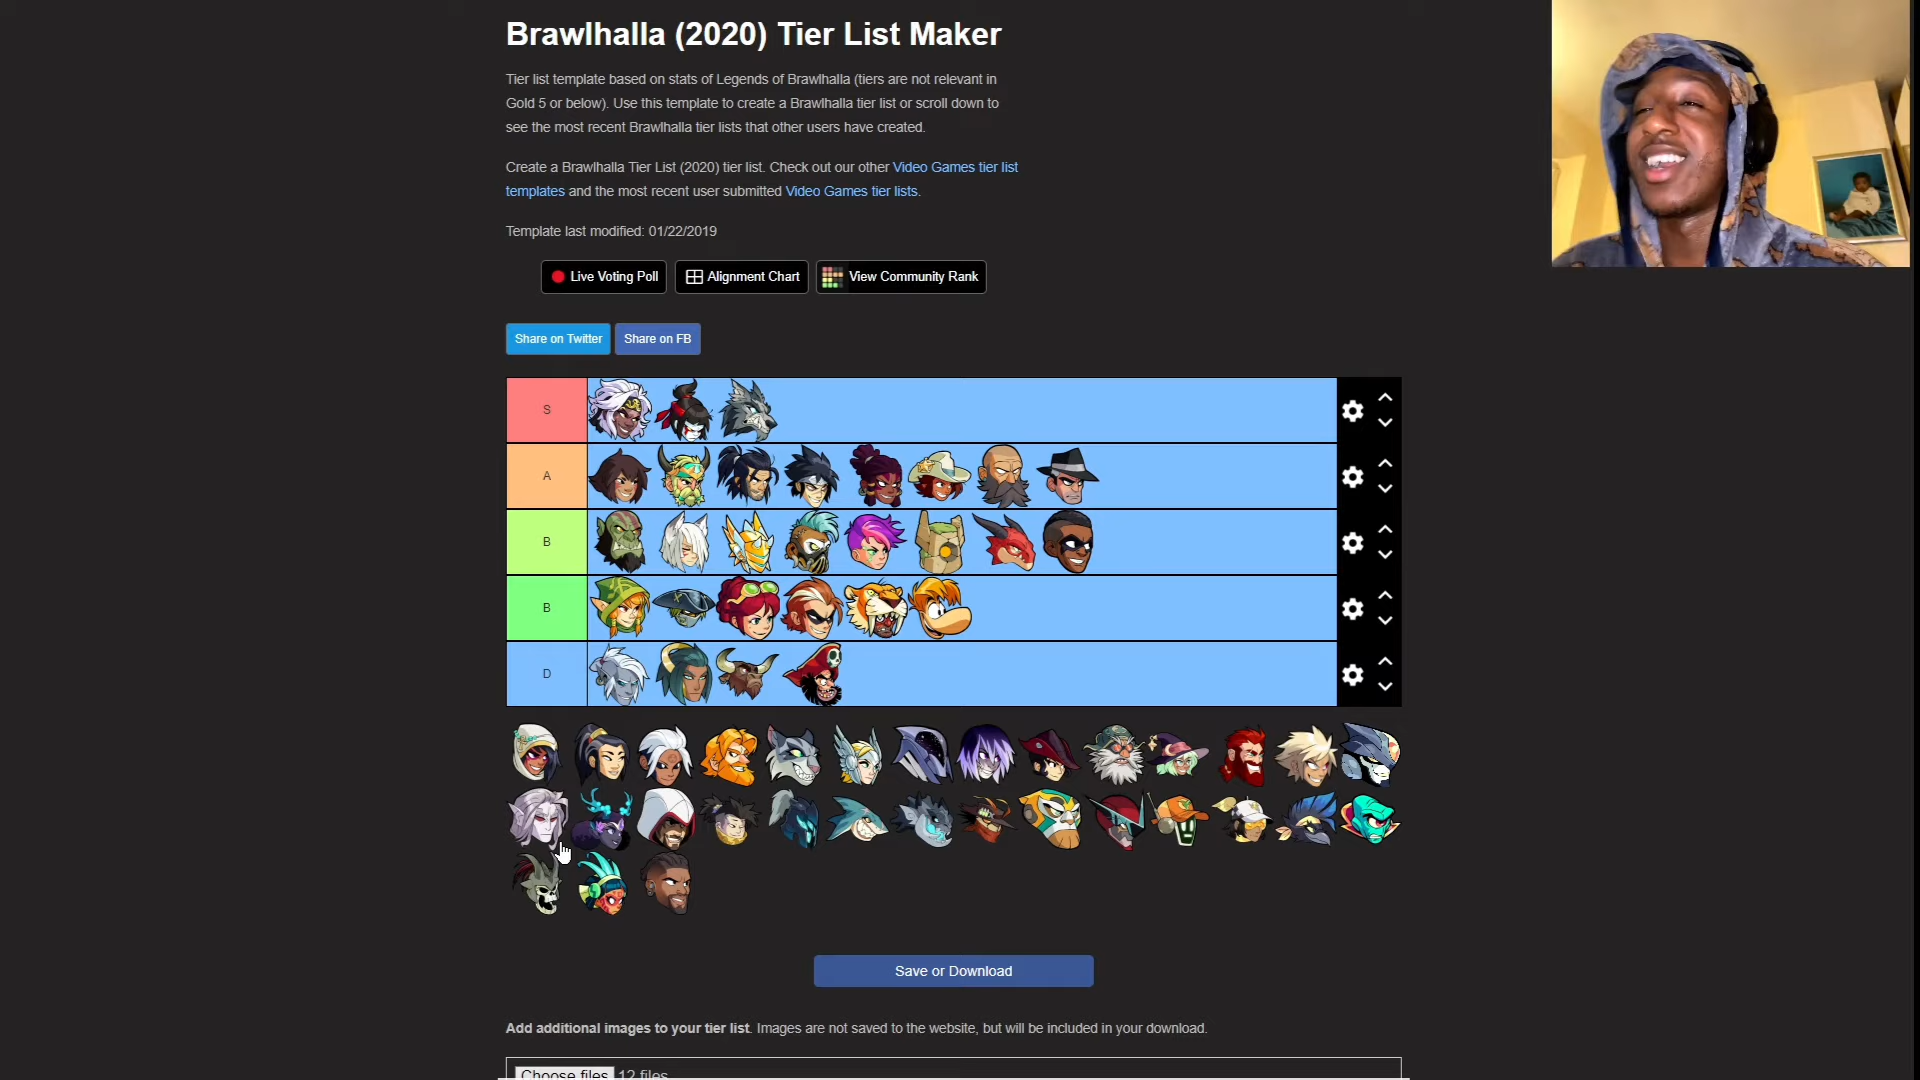 Brawlhalla (2020) Tier List Maker
Tier list template based on stats of Legends of Brawlhalla (tiers are not relevant in
Gold 5 or below). Use this template to create a Brawlhalla tier list or scroll down to
see the most recent Brawlhalla tier lists that other users have created.
Create a Brawlhalla Tier List (2020) tier list. Check out our other Video Games tier list
templates and the most recent user submitted Video Games tier lists.
Template last modified: 01/22/2019
Live Voting Poll Alignment Chart View Community Rank
Share on Twitter Share on FB
S
A
B
B
D
Save or Download
Add additional images to your tier list. Images are not saved to the website, but will be included in your download.
Choose files 12 files